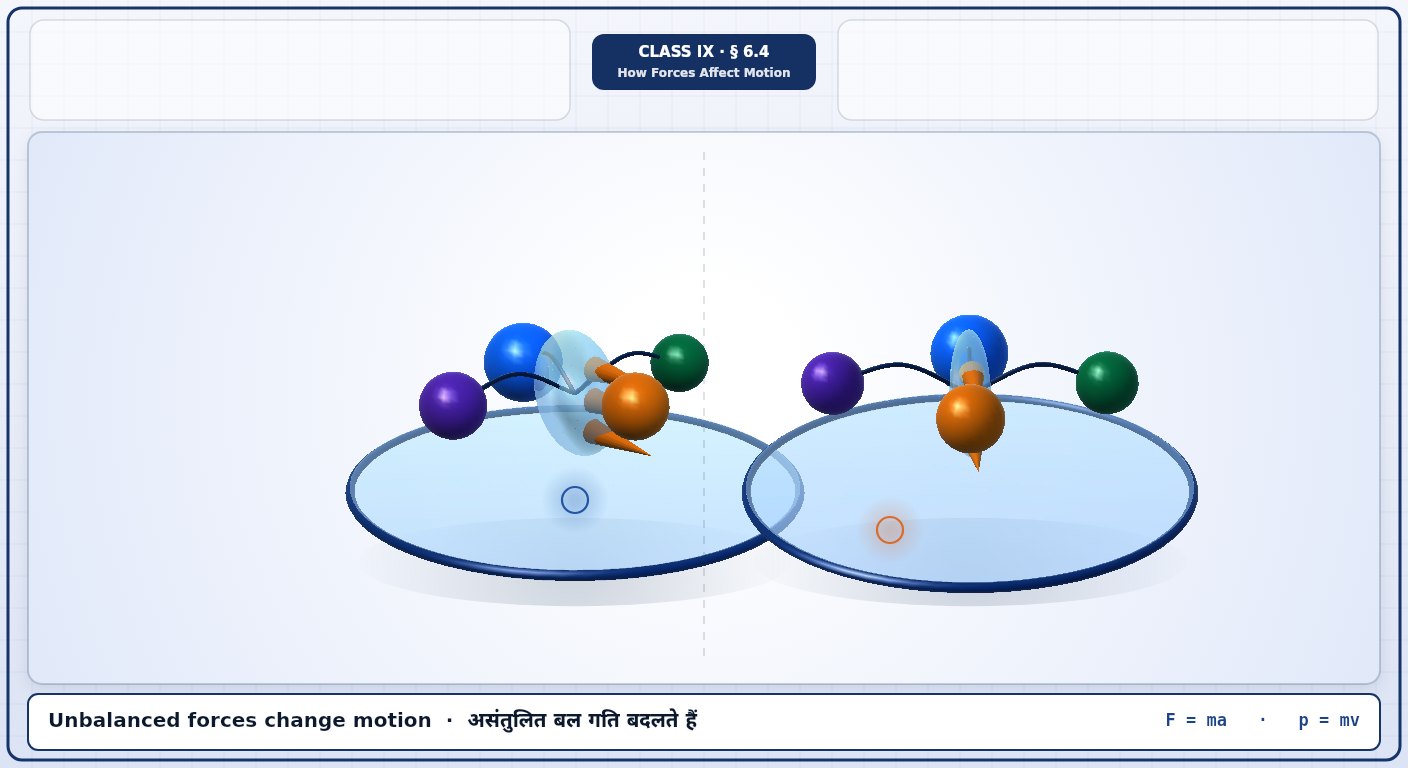 CLASS IX · § 6.4
How Forces Affect Motion
Unbalanced forces change motion · असंतुलित बल गति बदलते हैं
F = ma · p = mv